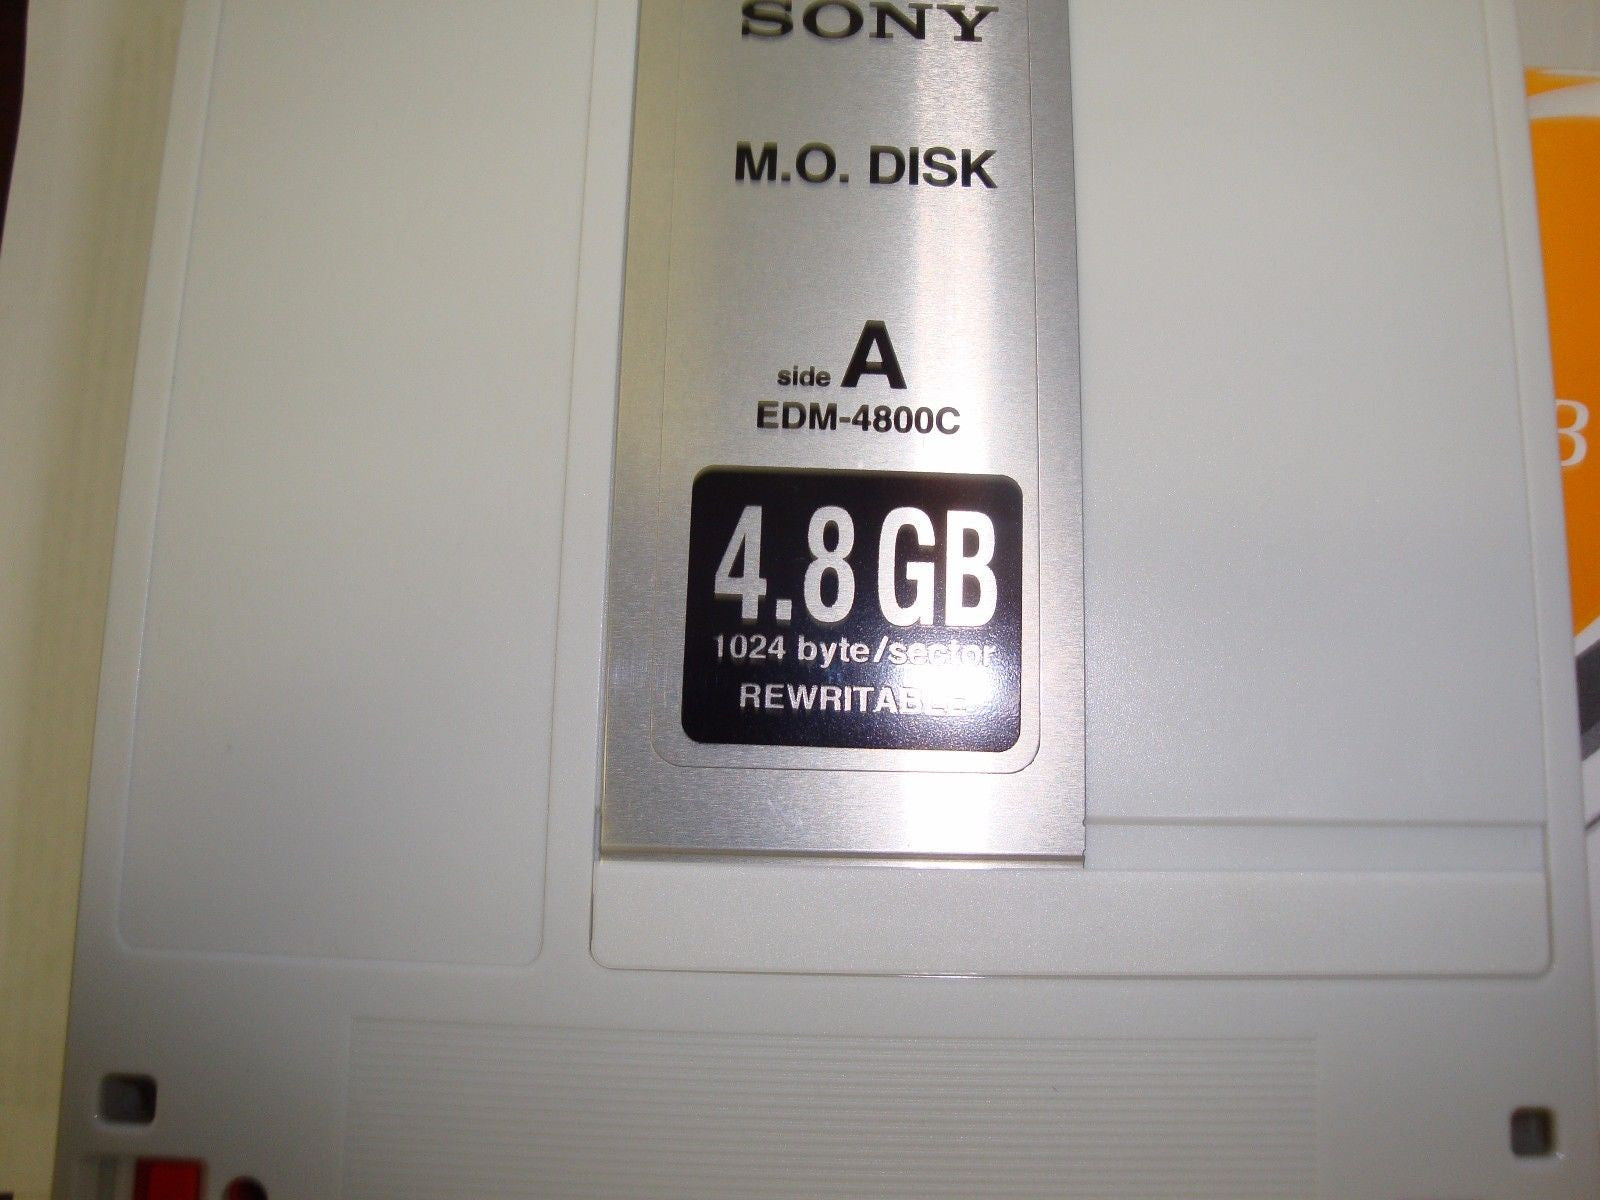 SONY
M.O. DISK
side A
EDM-4800C
4.8 GB
1024 byte/sector
REWRITABLE
B